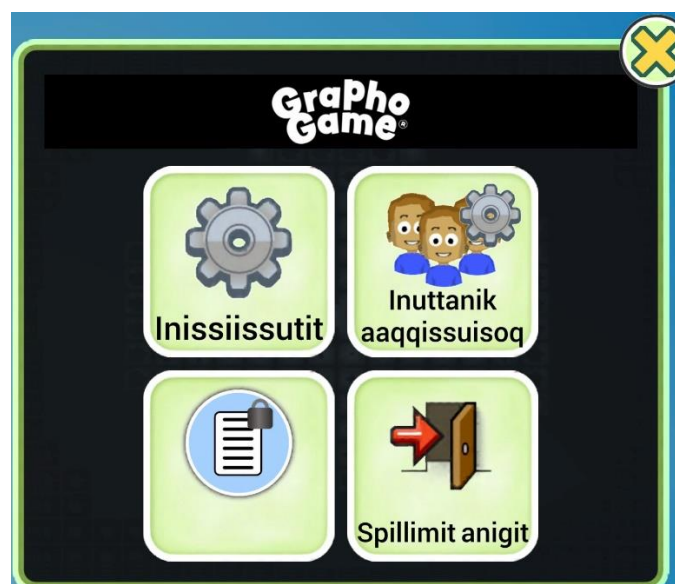 Grapho
Game®
Inissiissutit
Inuttanik
aaqqissuisoq
Spillimit anigit